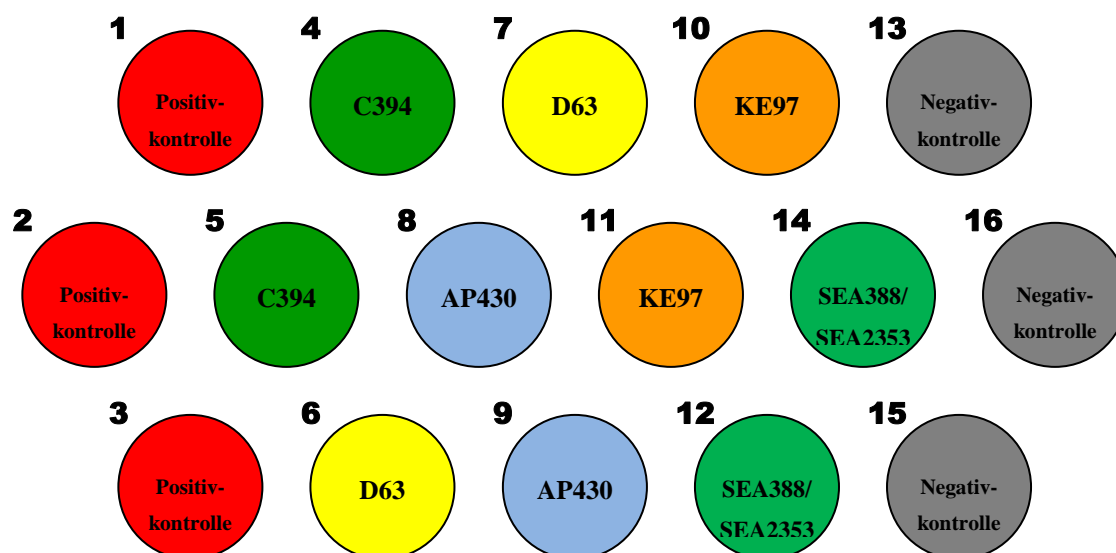 1 4 7 10 13
Positiv- C394 D63 KE97 Negativ-
kontrolle kontrolle
2 5 8 11 14 16
Positiv- C394 AP430 KE97 SEA388/ Negativ-
kontrolle SEA2353 kontrolle
3 6 9 12 15
Positiv- D63 AP430 SEA388/ Negativ-
kontrolle SEA2353 kontrolle